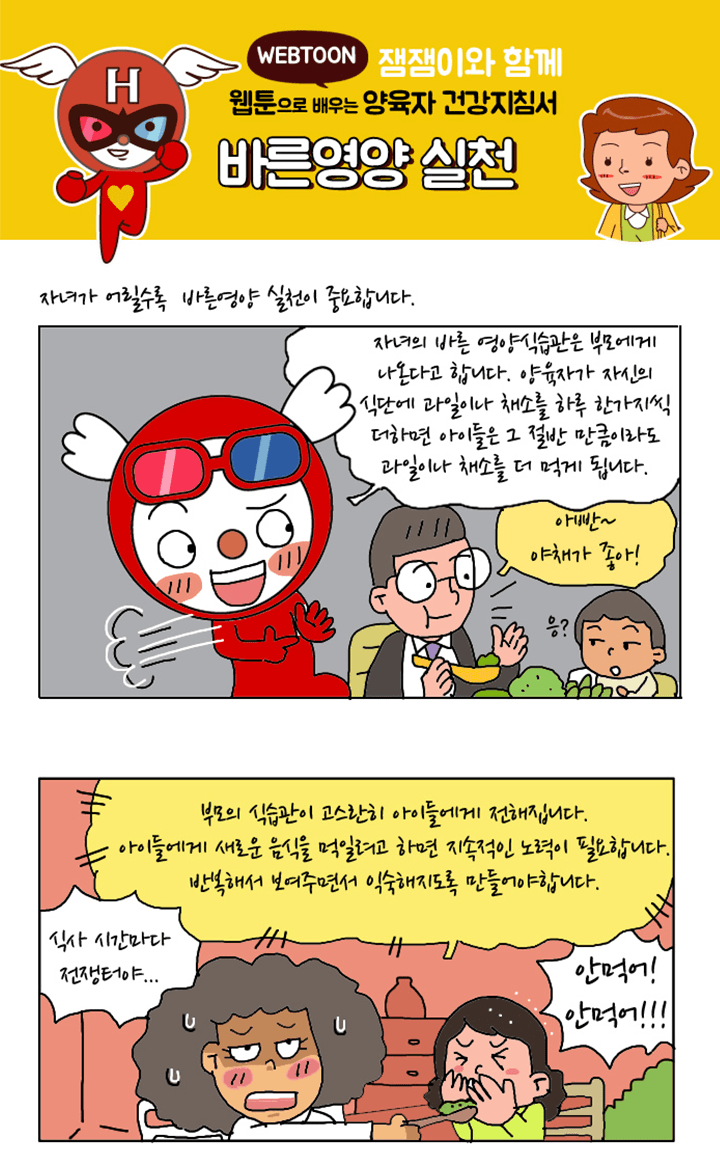 WEBTOON 잼잼이와 함께
웹툰으로 배우는 양육자 건강지침서
바른영양 실천
H
자녀가 어릴수록 바른영양 실천이 중요합니다.
자녀의 바른 영양식습관은 부모에게
나온다고 합니다. 양육자가 자신의
식단에 과일이나 채소를 하루 한가지씩
더하면 아이들은 그 절반 만큼이라도
과일이나 채소를 더 먹게 됩니다.
아빤~
야채가 좋아!
응?
부모의 식습관이 고스란히 아이들에게 전해집니다.
아이들에게 새로운 음식을 먹일려고 하면 지속적인 노력이 필요합니다.
반복해서 보여주면서 익숙해지도록 만들어야합니다.
식사 시간마다
전쟁터야...
안먹어!
안먹어!!!